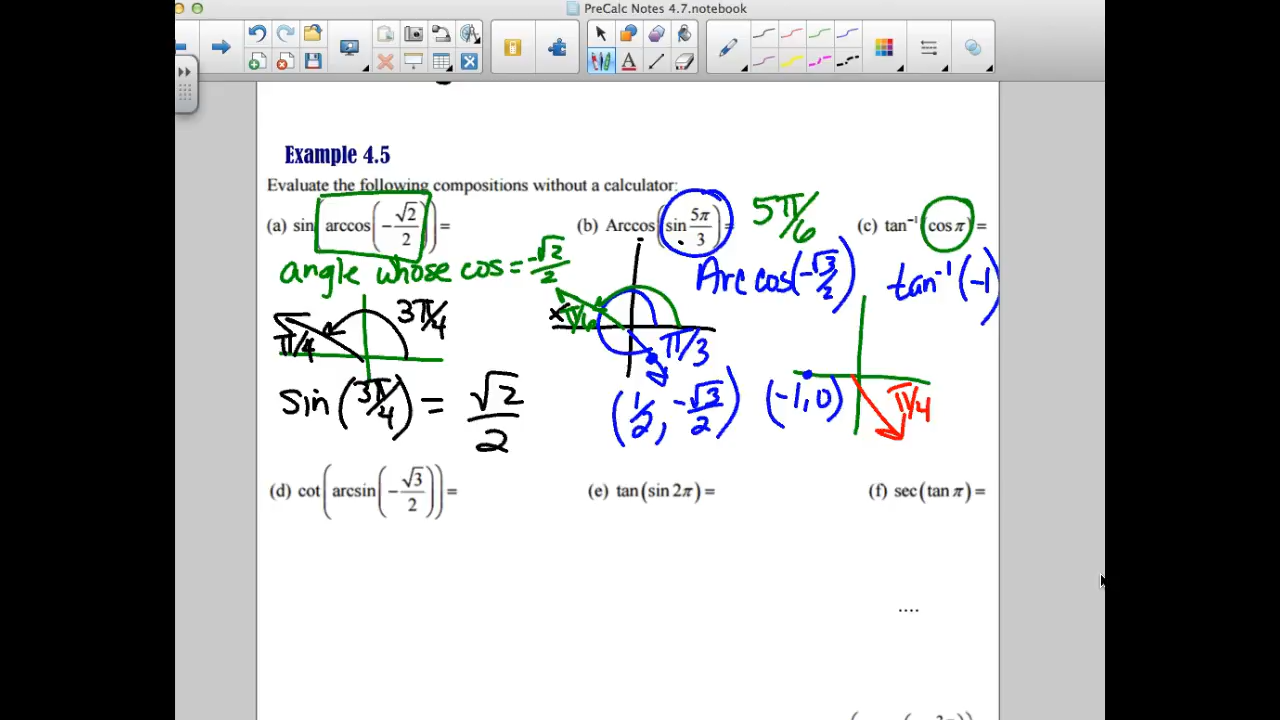 PreCalc Notes 4.7.notebook
Example 4.5
Evaluate the following compositions without a calculator:
(a) sin(arccos(-√2/2)) =
(b) Arccos(sin 5π/3) = 5π/6
(c) tan⁻¹(cos π) =
angle whose cos = -√2/2
Arccos(-√3/2)
tan⁻¹(-1)
3π/4
π/4
x
π/6
π/3
sin(3π/4) = √2/2
(1/2, -√3/2)
(-1, 0)
π/4
(d) cot(arcsin(-√3/2)) =
(e) tan(sin 2π) =
(f) sec(tan π) =
....